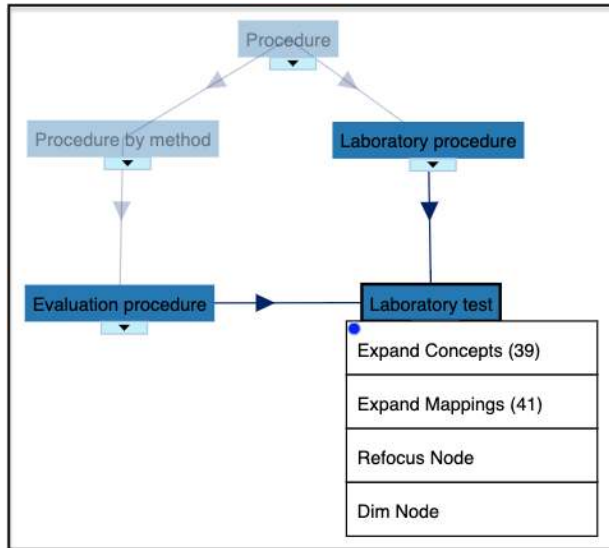 Procedure
Procedure by method
Laboratory procedure
Evaluation procedure
Laboratory test
Expand Concepts (39)
Expand Mappings (41)
Refocus Node
Dim Node